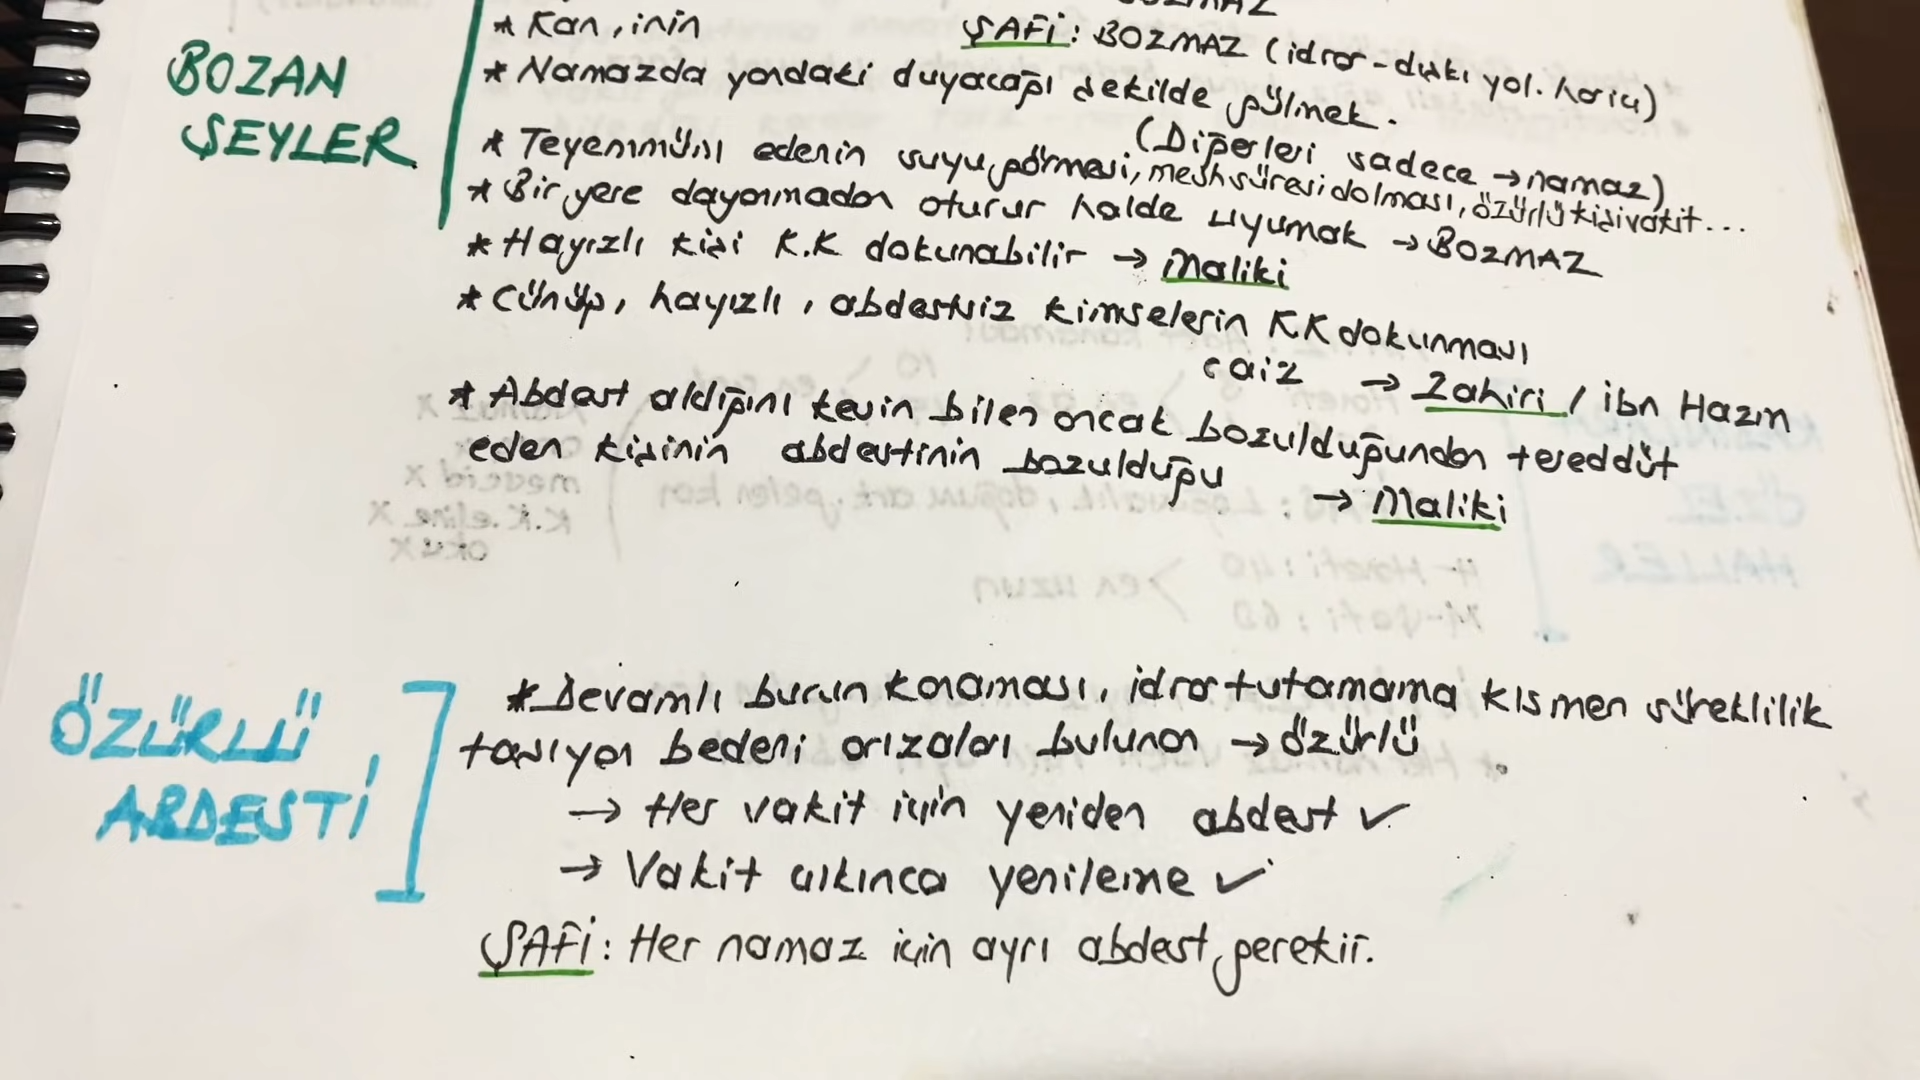 BOZAN
ŞEYLER
* Kan, irin
ŞAFİ: BOZMAZ (idrar-dışkı yol. harici)
* Namazda yandaki duyacağı şekilde gülmek.
(Diğerleri sadece → namaz)
* Teyemmüm edenin suyu görmesi, mesh süresi dolması, özürlü kişi vakit...
* Bir yere dayanmadan oturur halde uyumak → BOZMAZ
* Hayızlı kişi K.K dokunabilir → Maliki
* Cünüp, hayızlı, abdestsiz kimselerin KK dokunması
caiz → Zahiri / ibn Hazm
* Abdest aldığını kesin bilen ancak bozulduğundan tereddüt
eden kişinin abdestinin bozulduğu → Maliki
ÖZÜRLÜ
ABDESTİ
* Devamlı burun kanaması, idrar tutamama kısmen süreklilik
taşıyan bedeni arızaları bulunan → özürlü
→ Her vakit için yeniden abdest ✓
→ Vakit çıkınca yenileme ✓
ŞAFİ: Her namaz için ayrı abdest gerekir.